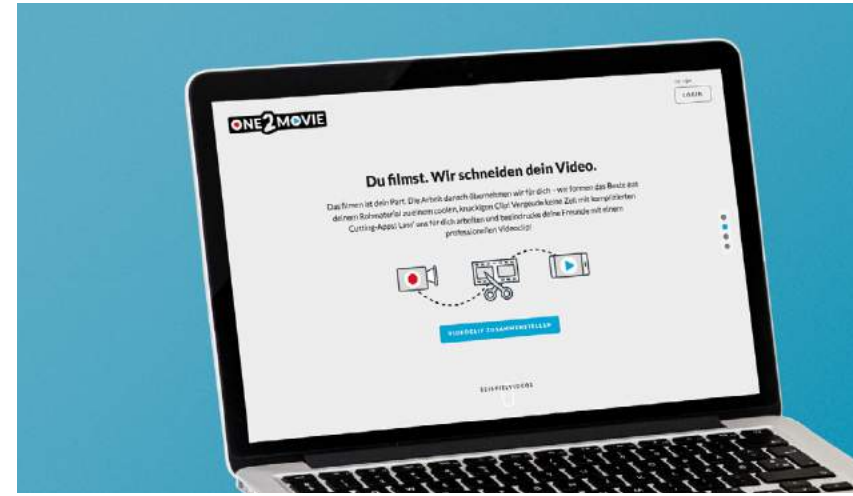 ONE2MOVIE
LOGIN
Du filmst. Wir schneiden dein Video.
Das filmen ist dein Part. Die Arbeit danach übernehmen wir für dich – wir formen das Beste aus
deinem Rohmaterial zu einem coolen, knackigen Clip! Vergeude keine Zeit mit komplizierten
Cutting-Apps! Lass' uns für dich arbeiten und beeindrucke deine Freunde mit einem
professionellen Videoclip!
VIDEOCLIP ZUSAMMENSTELLEN
BEISPIELVIDEOS